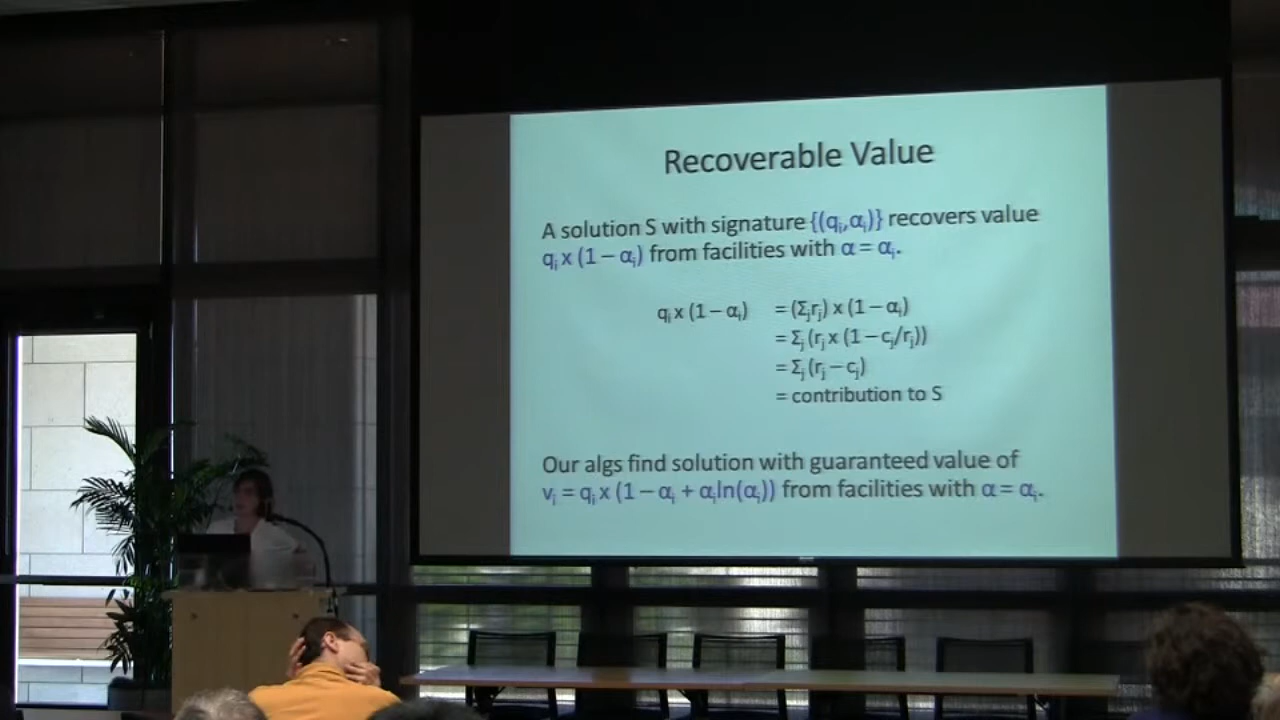 Recoverable Value
A solution S with signature {(qᵢ,αᵢ)} recovers value
qᵢ x (1 – αᵢ) from facilities with α = αᵢ.
qᵢ x (1 – αᵢ) = (Σⱼrⱼ) x (1 – αᵢ)
= Σⱼ (rⱼ x (1 – cⱼ/rⱼ))
= Σⱼ (rⱼ – cⱼ)
= contribution to S
Our algs find solution with guaranteed value of
vᵢ = qᵢ x (1 – αᵢ + αᵢln(αᵢ)) from facilities with α = αᵢ.